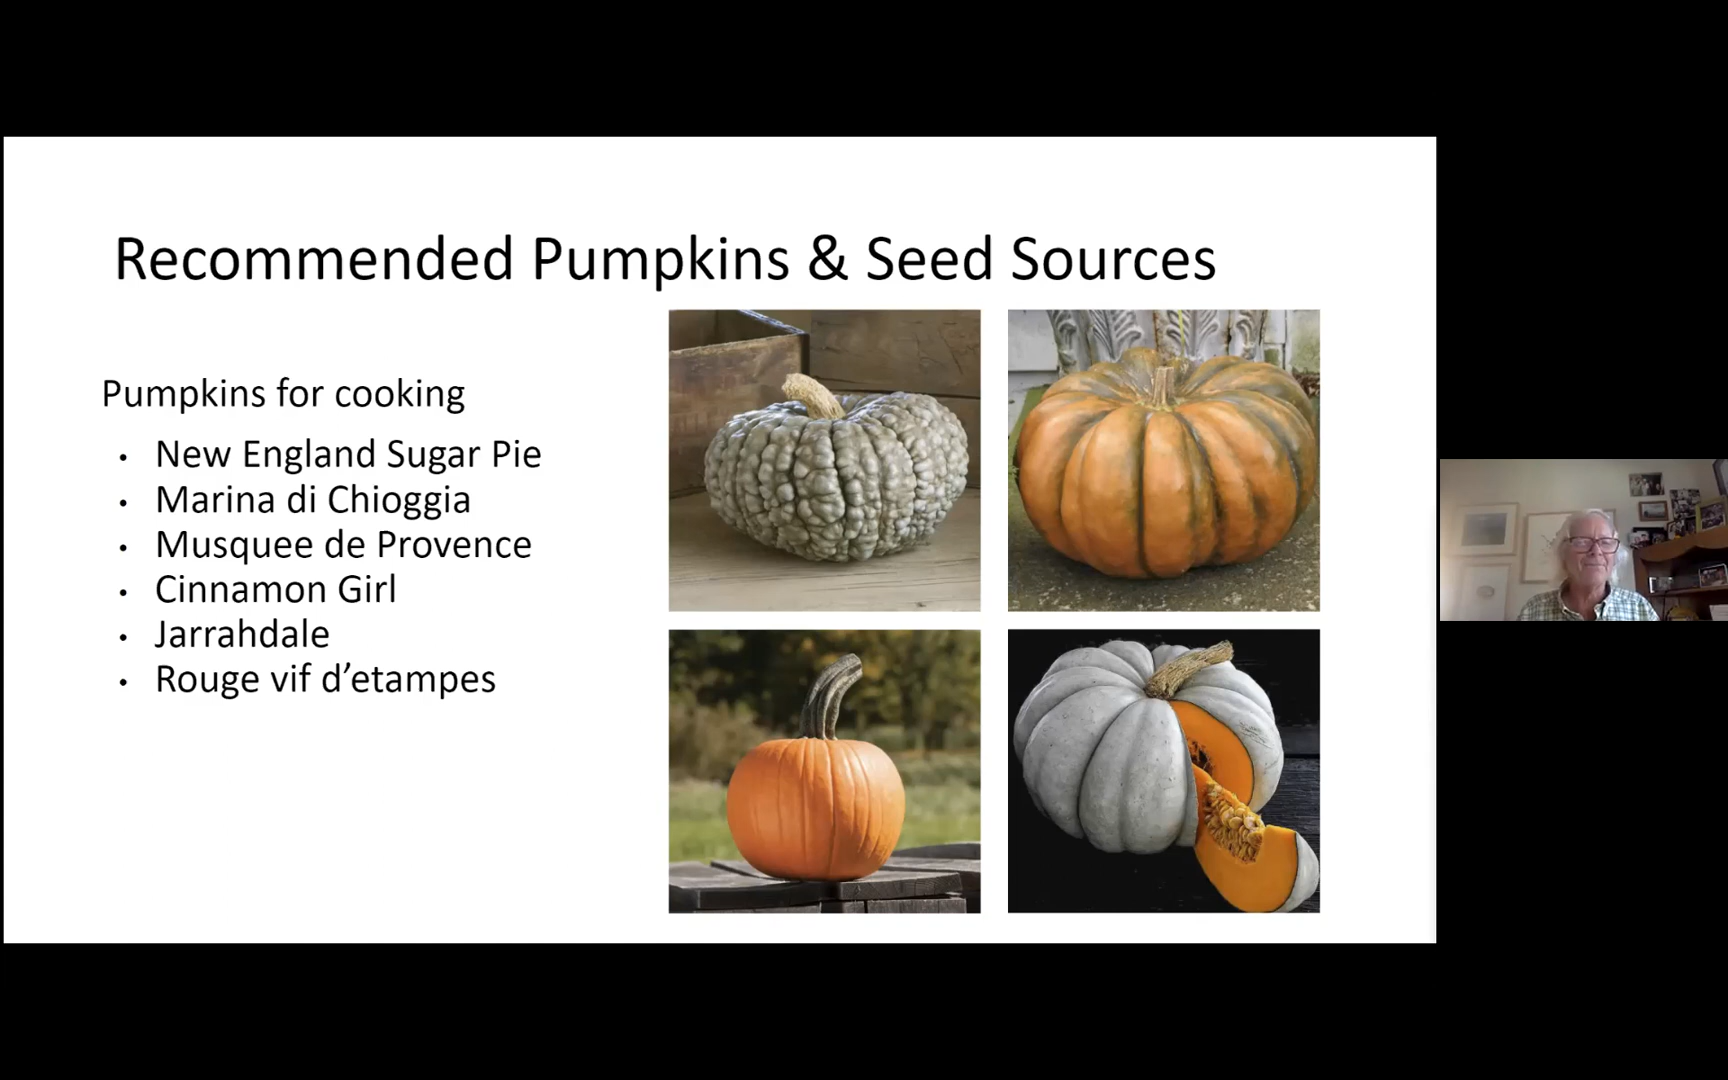 Recommended Pumpkins & Seed Sources
Pumpkins for cooking
• New England Sugar Pie
• Marina di Chioggia
• Musquee de Provence
• Cinnamon Girl
• Jarrahdale
• Rouge vif d’etampes